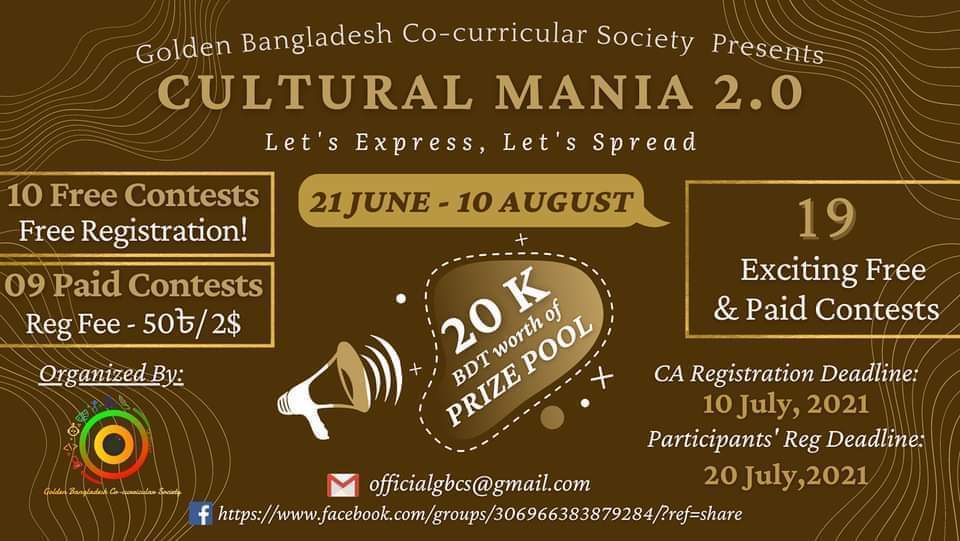 Golden Bangladesh Co-curricular Society Presents
CULTURAL MANIA 2.0
Let's Express, Let's Spread
10 Free Contests
Free Registration!
09 Paid Contests
Reg Fee - 50৳/2$
21 JUNE - 10 AUGUST
19
Exciting Free
& Paid Contests
20 K
BDT worth of
PRIZE POOL
Organized By:
Golden Bangladesh Co-curricular Society
CA Registration Deadline:
10 July, 2021
Participants' Reg Deadline:
20 July,2021
officialgbcs@gmail.com
https://www.facebook.com/groups/306966383879284/?ref=share